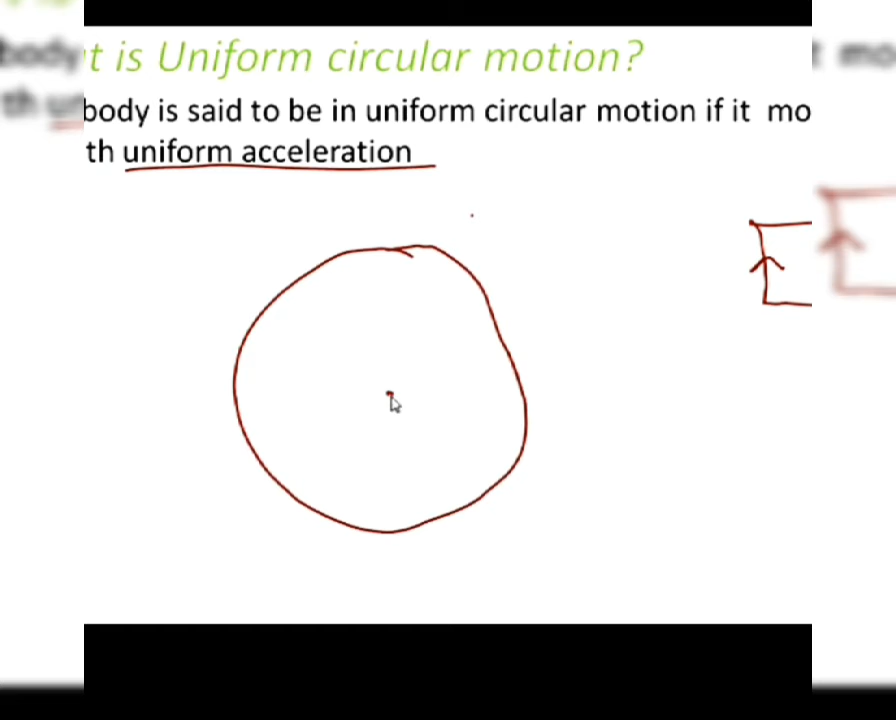 t is Uniform circular motion?
body is said to be in uniform circular motion if it mo
th uniform acceleration